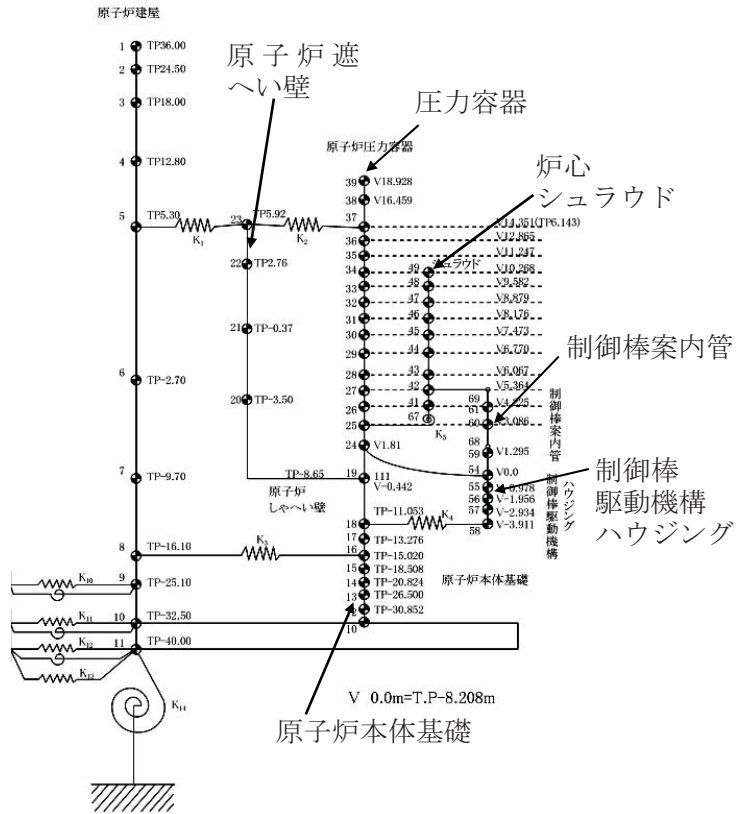 原子炉建屋
1 TP36.00
2 TP24.50
3 TP18.00
4 TP12.80
5 TP5.30
6 TP-2.70
7 TP-9.70
8 TP-16.10
9 TP-25.10
10 TP-32.50
11 TP-40.00
K₁
K₂
K₃
K₄
K₅
K₁₀
K₁₁
K₁₂
K₁₃
K₁₄
原子炉遮
へい壁
23 TP5.92
22 TP2.76
21 TP-0.37
20 TP-3.50
TP-8.65
原子炉
しゃへい壁
圧力容器
原子炉圧力容器
39 V18.928
38 V16.459
37 V14.351(TP6.143)
36 V12.865
35 V11.247
34 V10.268
33 V9.582
32 V8.879
31 V8.176
30 V7.473
29 V6.770
28 V6.067
27 V5.364
26 V4.225
25 V3.086
24 V1.81
19 111
V-0.442
18 TP-11.053
17 TP-13.276
16 TP-15.020
15 TP-18.508
14 TP-20.824
13 TP-26.500
12 TP-30.852
10
炉心
シュラウド
シュラウド
49
48
47
46
45
44
43
42
41
67
制御棒案内管
制御棒案内管
69
61
60
68
59 V1.295
54 V0.0
55 V-0.978
56 V-1.956
57 V-2.934
58 V-3.911
制御棒
駆動機構
ハウジング
制御棒駆動機構
ハウジング
原子炉本体基礎
V 0.0m=T.P-8.208m
原子炉本体基礎